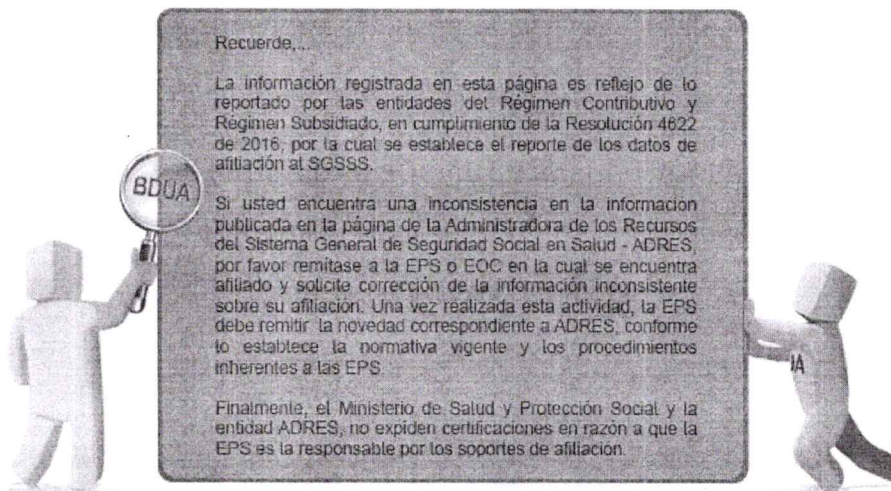 Recuerde,...
La información registrada en esta página es reflejo de lo
reportado por las entidades del Régimen Contributivo y
Régimen Subsidiado, en cumplimiento de la Resolución 4622
de 2016, por la cual se establece el reporte de los datos de
afiliación al SGSSS.
BDUA
Si usted encuentra una inconsistencia en la informacion
publicada en la página de la Administradora de los Recursos
del Sistema General de Seguridad Social en Salud - ADRES,
por favor remítase a la EPS o EOC en la cual se encuentra
afiliado y solicite corrección de la información inconsistente
sobre su afiliación. Una vez realizada esta actividad, la EPS
debe remitir la novedad correspondiente a ADRES, conforme
lo establece la normativa vigente y los procedimientos
inherentes a las EPS.
Finalmente, el Ministerio de Salud y Protección Social y la
entidad ADRES, no expiden certificaciones en razón a que la
EPS es la responsable por los soportes de afiliación.